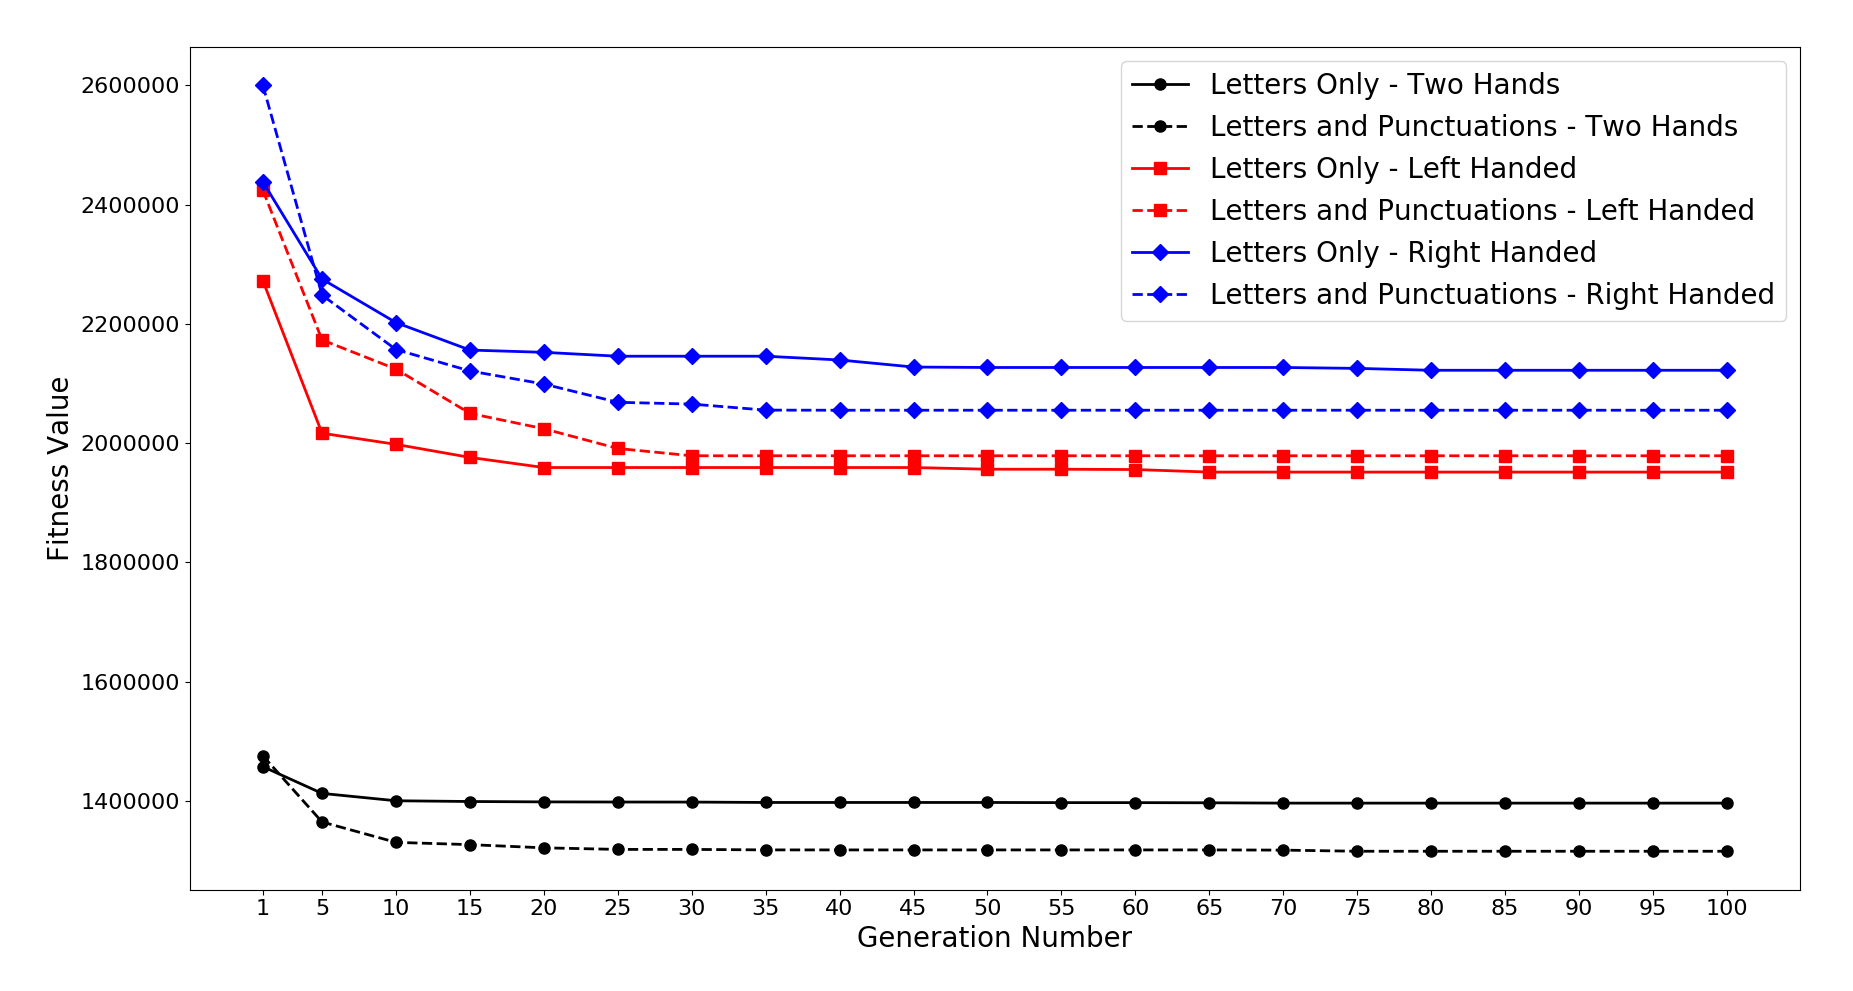 2600000
2400000
2200000
2000000
1800000
1600000
1400000
Fitness Value
1 5 10 15 20 25 30 35 40 45 50 55 60 65 70 75 80 85 90 95 100
Generation Number
Letters Only - Two Hands
Letters and Punctuations - Two Hands
Letters Only - Left Handed
Letters and Punctuations - Left Handed
Letters Only - Right Handed
Letters and Punctuations - Right Handed